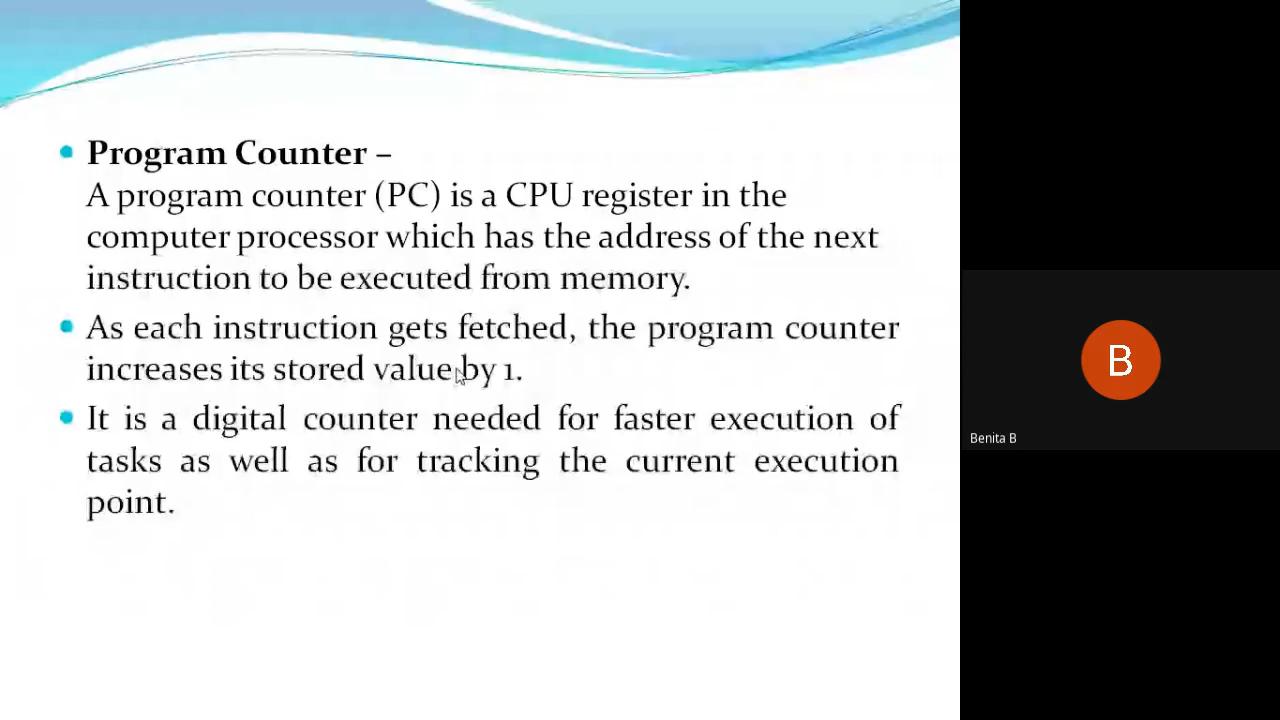 Program Counter –
A program counter (PC) is a CPU register in the
computer processor which has the address of the next
instruction to be executed from memory.
As each instruction gets fetched, the program counter
increases its stored value by 1.
It is a digital counter needed for faster execution of
tasks as well as for tracking the current execution
point.
B
Benita B